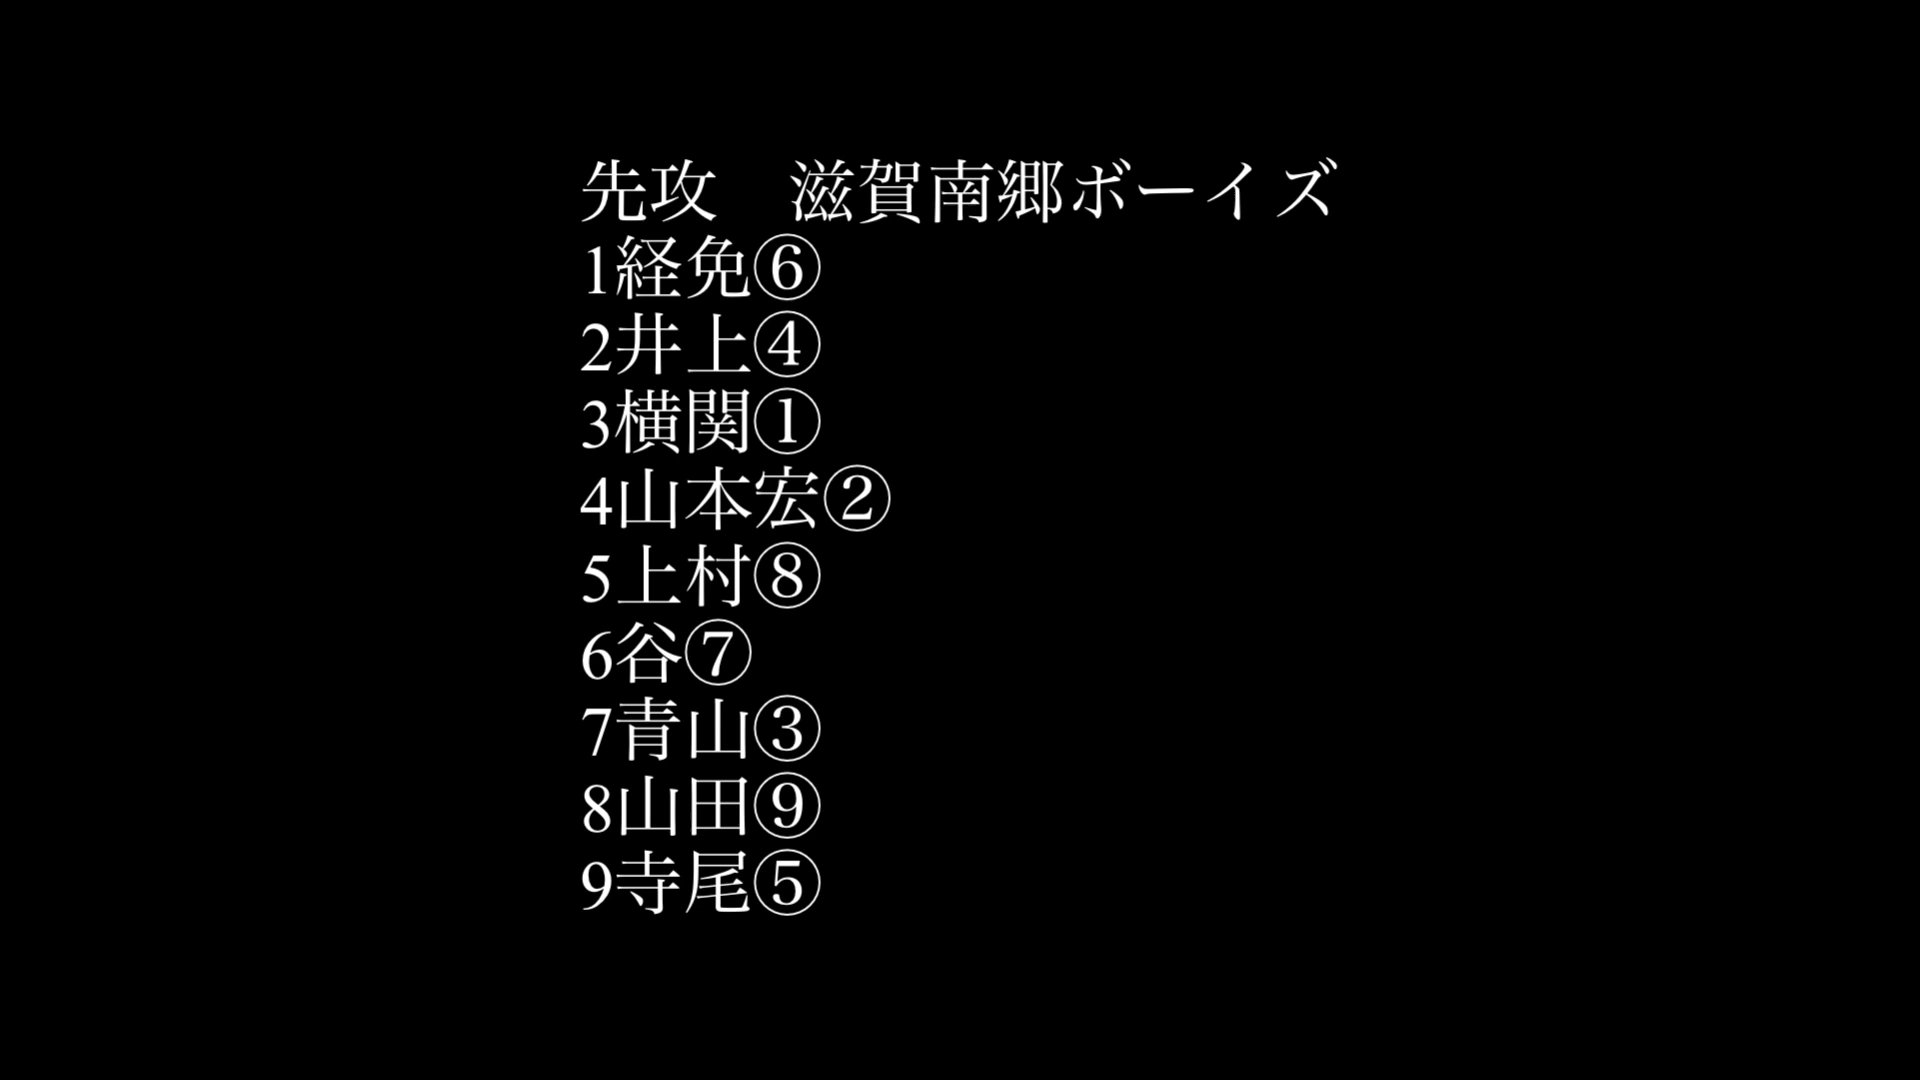 先攻　滋賀南郷ボーイズ
1経免⑥
2井上④
3横関①
4山本宏②
5上村⑧
6谷⑦
7青山③
8山田⑨
9寺尾⑤